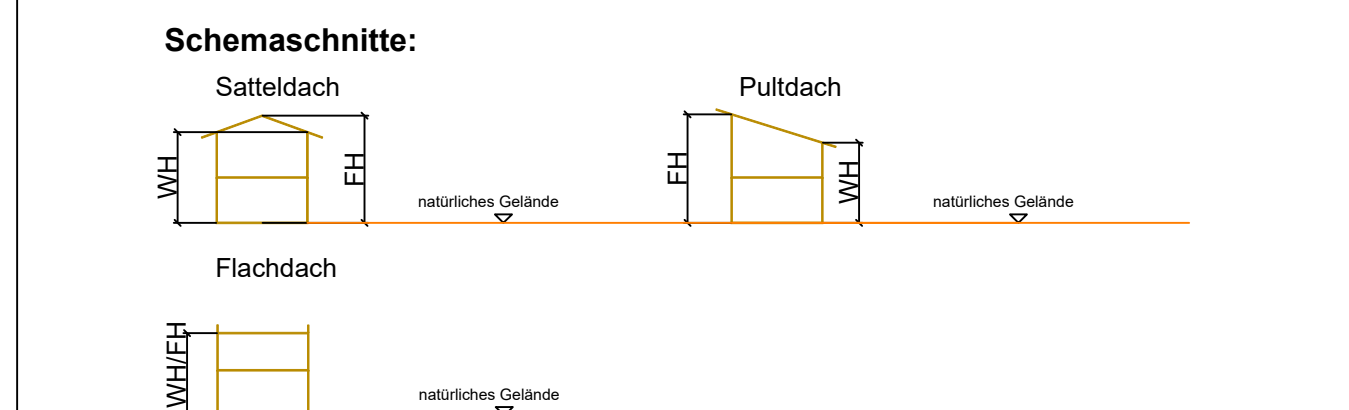 Schemaschnitte:
Satteldach
Pultdach
WH
FH
natürliches Gelände
FH
WH
natürliches Gelände
Flachdach
WH/FH
natürliches Gelände